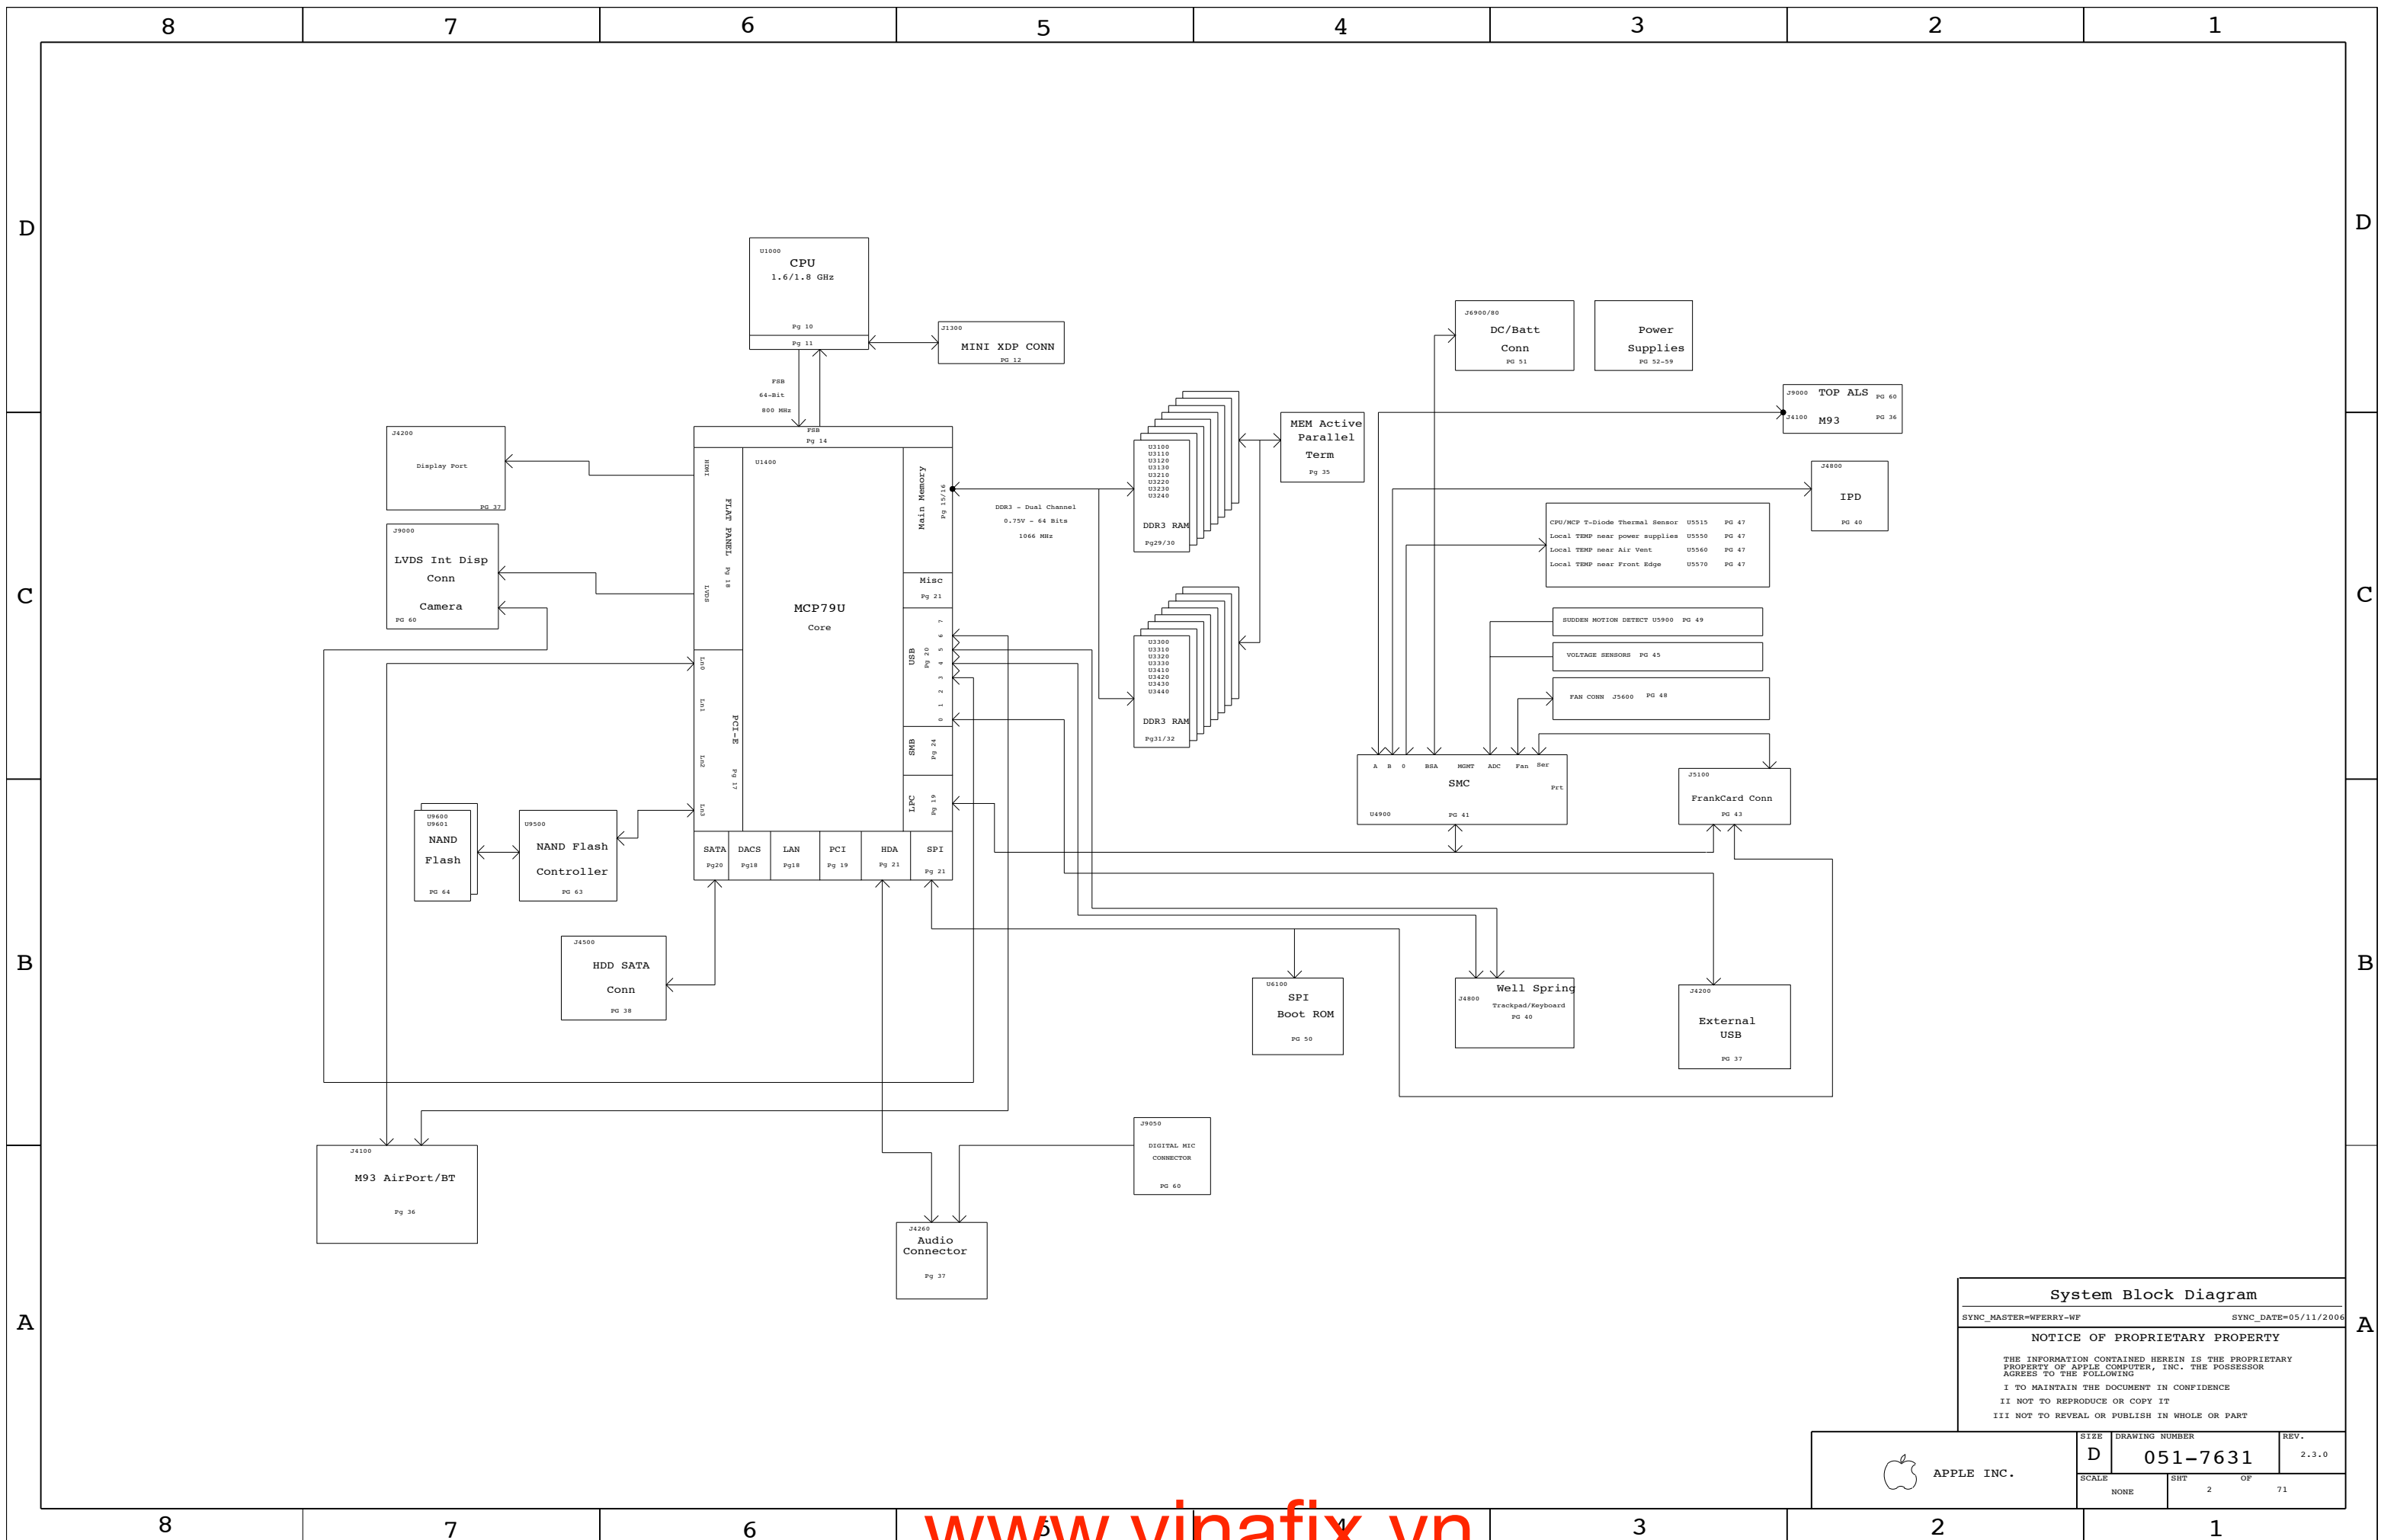 8 7 6 5 4 3 2 1
D
D
U1000
CPU
1.6/1.8 GHz
Pg 10
Pg 11
J1300
MINI XDP CONN
PG 12
FSB
64-Bit
800 MHz
J6900/80
DC/Batt
Conn
PG 51
Power
Supplies
PG 52-59
J9000 TOP ALS PG 60
J4100 M93 PG 36
J4200
Display Port
PG 37
J9000
LVDS Int Disp
Conn
Camera
PG 60
FSB
Pg 14
HDMI
FLAT PANEL Pg 18
LVDS
U1400
MCP79U
Core
Main Memory
Pg 15/16
Misc
Pg 21
USB
Pg 20
7
6
5
4
3
2
1
0
SMB
Pg 24
LPC
Pg 19
Ln0
Ln1
Ln2
Ln3
PCI-E
Pg 17
SATA DACS LAN PCI HDA SPI
Pg20 Pg18 Pg18 Pg 19 Pg 21 Pg 21
DDR3 - Dual Channel
0.75V - 64 Bits
1066 MHz
U3100
U3110
U3120
U3130
U3210
U3220
U3230
U3240
DDR3 RAM
Pg29/30
MEM Active
Parallel
Term
Pg 35
U3300
U3310
U3320
U3330
U3410
U3420
U3430
U3440
DDR3 RAM
Pg31/32
J4800
IPD
PG 40
CPU/MCP T-Diode Thermal Sensor U5515 PG 47
Local TEMP near power supplies U5550 PG 47
Local TEMP near Air Vent U5560 PG 47
Local TEMP near Front Edge U5570 PG 47
C
C
SUDDEN MOTION DETECT U5900 PG 49
VOLTAGE SENSORS PG 45
FAN CONN J5600 PG 48
A B 0 BSA MGMT ADC Fan Ser
SMC
Prt
U4900 PG 41
J5100
FrankCard Conn
PG 43
U9600
U9601
NAND
Flash
PG 64
U9500
NAND Flash
Controller
PG 63
J4500
HDD SATA
Conn
PG 38
B
B
U6100
SPI
Boot ROM
PG 50
J4800
Well Spring
Trackpad/Keyboard
PG 40
J4200
External
USB
PG 37
J4100
M93 AirPort/BT
Pg 36
J9050
DIGITAL MIC
CONNECTOR
PG 60
J4260
Audio
Connector
Pg 37
A
A
System Block Diagram
SYNC_MASTER=WFERRY-WF SYNC_DATE=05/11/2006
NOTICE OF PROPRIETARY PROPERTY
THE INFORMATION CONTAINED HEREIN IS THE PROPRIETARY
PROPERTY OF APPLE COMPUTER, INC. THE POSSESSOR
AGREES TO THE FOLLOWING
I TO MAINTAIN THE DOCUMENT IN CONFIDENCE
II NOT TO REPRODUCE OR COPY IT
III NOT TO REVEAL OR PUBLISH IN WHOLE OR PART
APPLE INC.
SIZE
D
DRAWING NUMBER
051-7631
REV.
2.3.0
SCALE
NONE
SHT OF
2 71
8 7 6 5 4 3 2 1
www.vinafix.vn